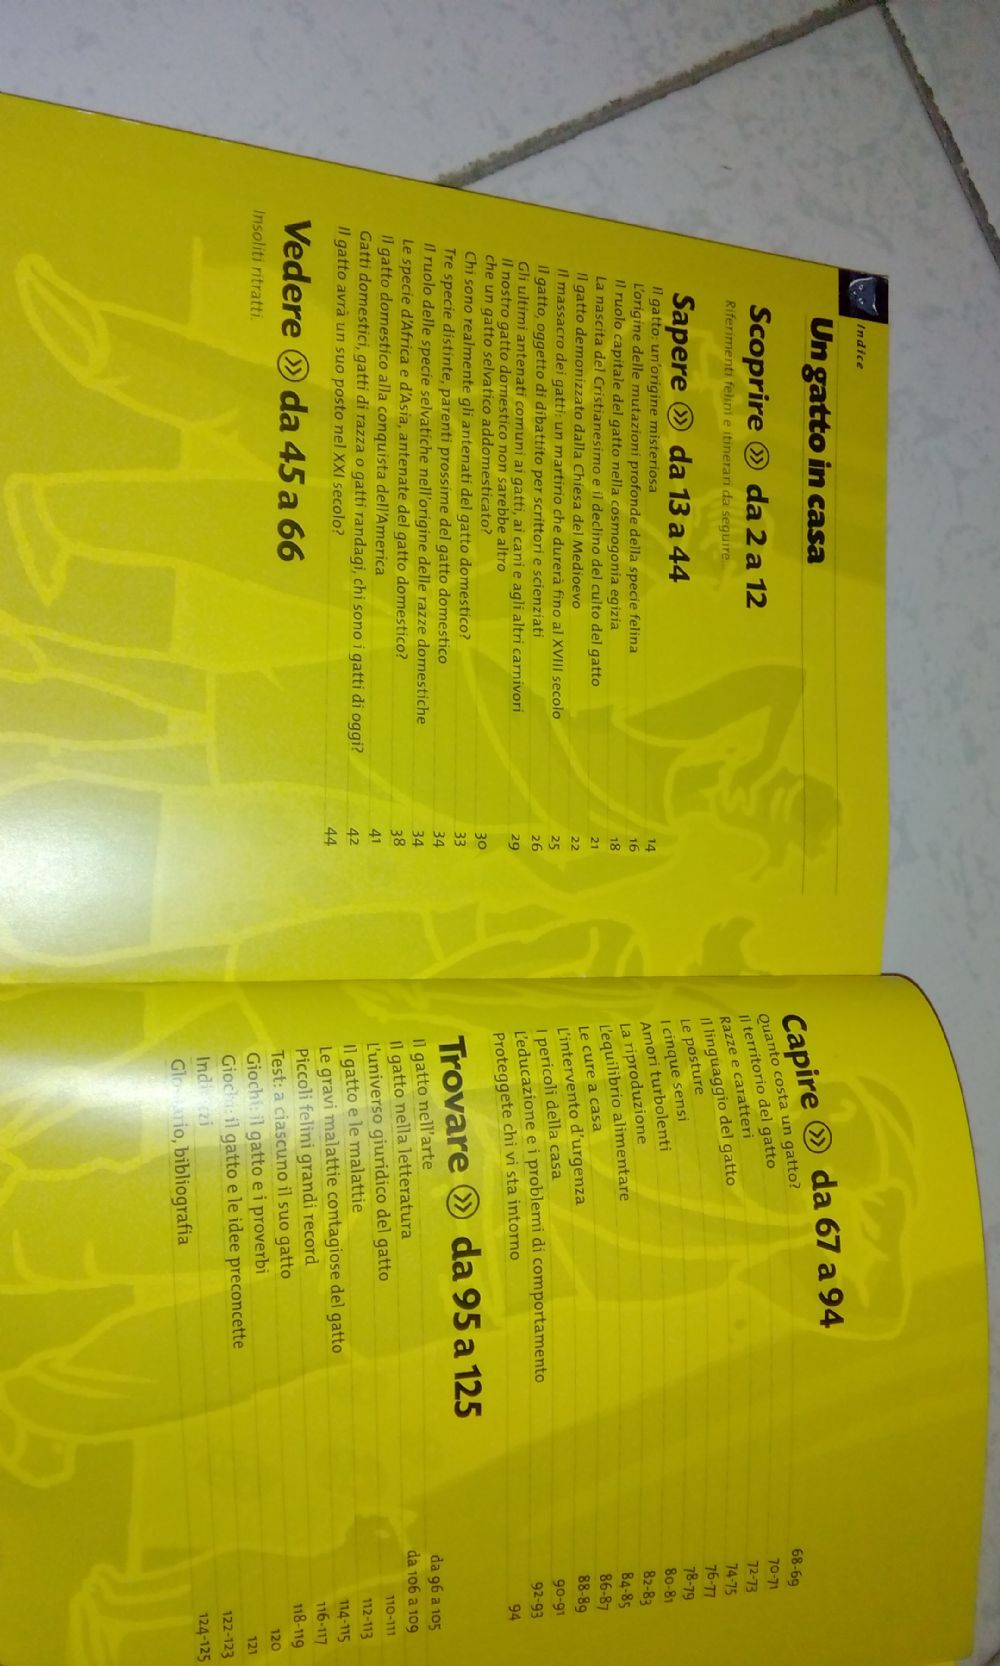 Indice
Un gatto in casa
Scoprire » da 2 a 12
Riferimenti felini e itinerari da seguire
Sapere » da 13 a 44
Il gatto: un'origine misteriosa 14
L'origine delle mutazioni profonde della specie felina 16
Il ruolo capitale del gatto nella cosmogonia egizia 18
La nascita del Cristianesimo e il declino del culto del gatto 21
Il gatto demonizzato dalla Chiesa del Medioevo 22
Il massacro dei gatti: un martirio che durerà fino al XVIII secolo 25
Il gatto, oggetto di dibattito per scrittori e scienziati 26
Gli ultimi antenati comuni ai gatti, ai cani e agli altri carnivori 29
Il nostro gatto domestico non sarebbe altro
che un gatto selvatico addomesticato? 30
Chi sono realmente gli antenati del gatto domestico? 33
Tre specie distinte, parenti prossime del gatto domestico 34
Il ruolo delle specie selvatiche nell'origine delle razze domestiche 34
Le specie d'Africa e d'Asia, antenate del gatto domestico? 38
Il gatto domestico alla conquista dell'America 41
Gatti domestici, gatti di razza o gatti randagi, chi sono i gatti di oggi? 42
Il gatto avrà un suo posto nel XXI secolo? 44
Vedere » da 45 a 66
Insoliti ritratti.
Capire » da 67 a 94
Quanto costa un gatto? 68-69
Il territorio del gatto 70-71
Razze e caratteri 72-73
Il linguaggio del gatto 74-75
Le posture 76-77
I cinque sensi 78-79
Amori turbolenti 80-81
La riproduzione 82-83
L'equilibrio alimentare 84-85
Le cure a casa 86-87
L'intervento d'urgenza 88-89
I pericoli della casa 90-91
L'educazione e i problemi di comportamento 92-93
Proteggete chi vi sta intorno 94
Trovare » da 95 a 125
Il gatto nell'arte da 96 a 105
Il gatto nella letteratura da 106 a 109
L'universo giuridico del gatto 110-111
Il gatto e le malattie 112-113
Le gravi malattie contagiose del gatto 114-115
Piccoli felini grandi record 116-117
Test: a ciascuno il suo gatto 118-119
Giochi: il gatto e i proverbi 120
Giochi: il gatto e le idee preconcette 121
Indirizzi 122-123
Glossario, bibliografia 124-125